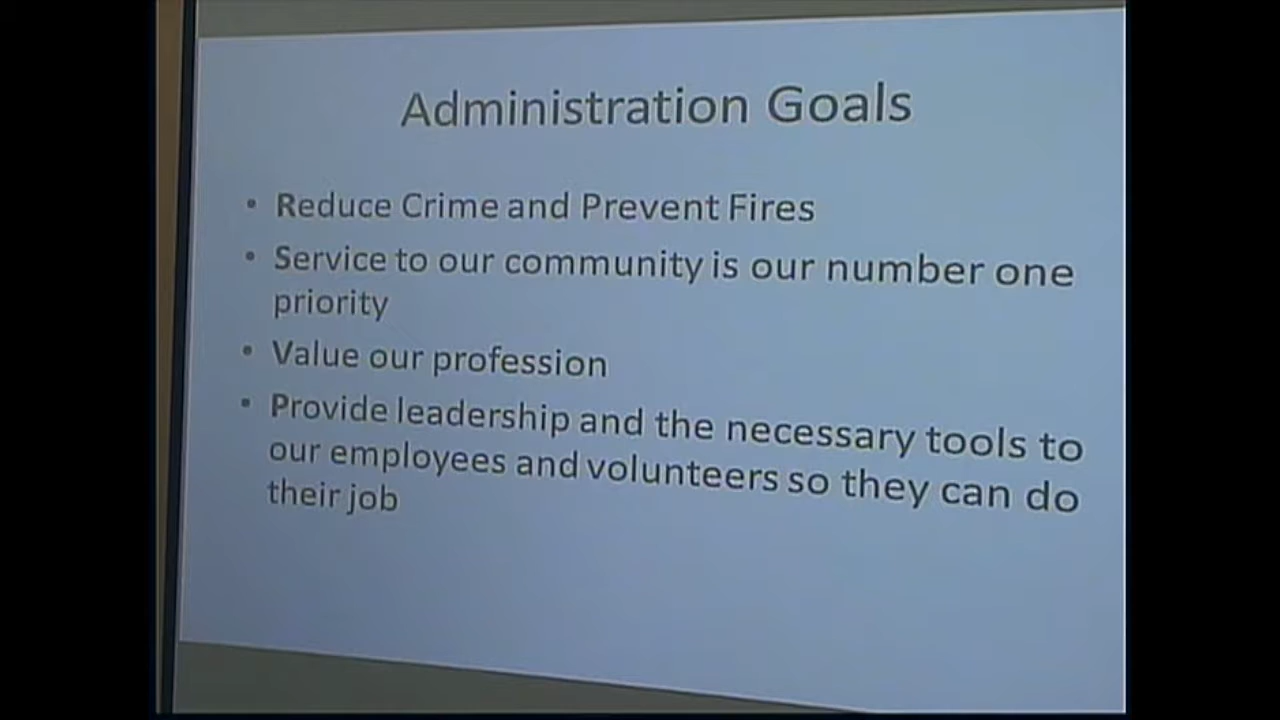 Administration Goals
• Reduce Crime and Prevent Fires
• Service to our community is our number one
priority
• Value our profession
• Provide leadership and the necessary tools to
our employees and volunteers so they can do
their job